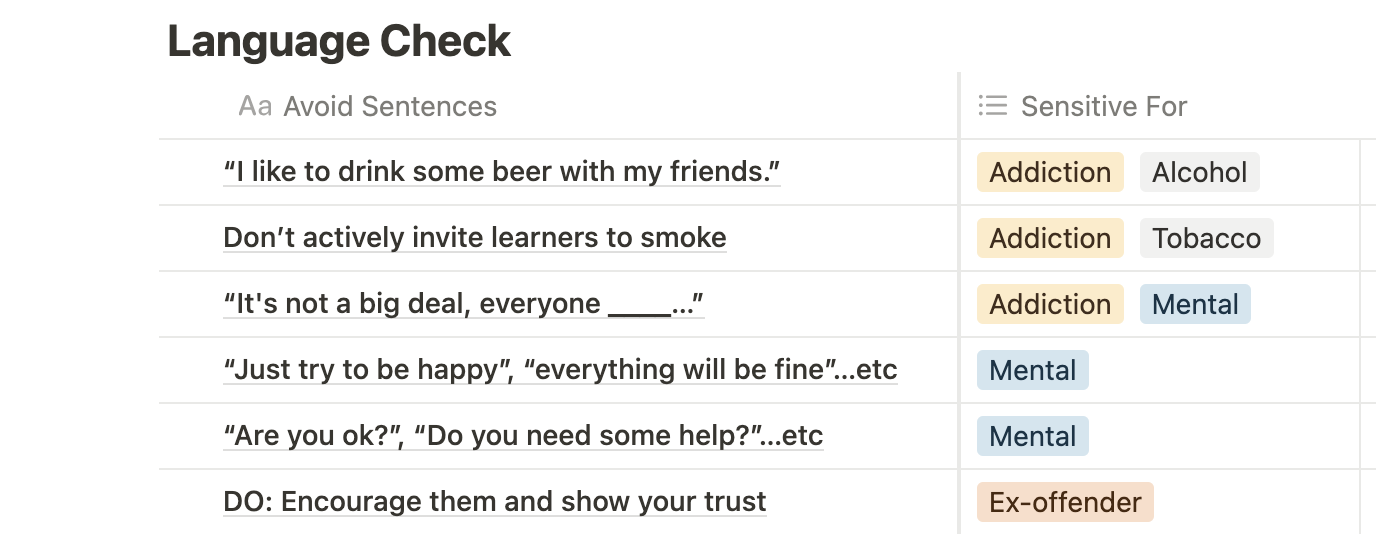 Language Check
Aa Avoid Sentences Sensitive For
“I like to drink some beer with my friends.” Addiction Alcohol
Don’t actively invite learners to smoke Addiction Tobacco
“It's not a big deal, everyone _____...” Addiction Mental
“Just try to be happy”, “everything will be fine”...etc Mental
“Are you ok?”, “Do you need some help?”...etc Mental
DO: Encourage them and show your trust Ex-offender